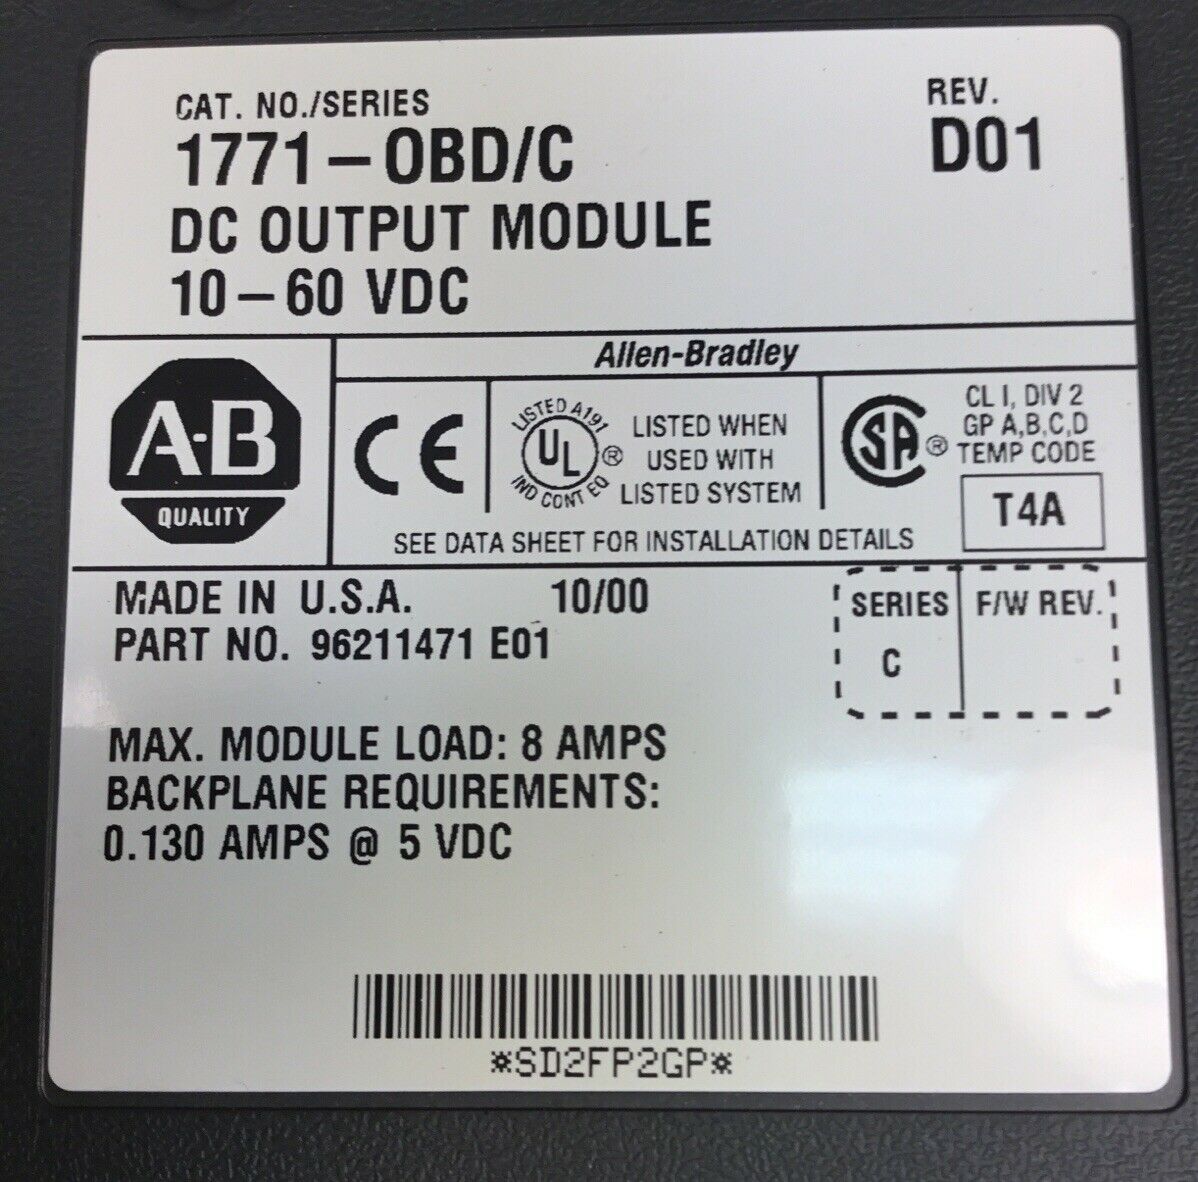 CAT. NO./SERIES
REV.
1771-OBD/C
D01
DC OUTPUT MODULE
10-60 VDC
Allen-Bradley
A-B
QUALITY
CE
LISTED A191
UL ®
IND CONT EQ
LISTED WHEN
USED WITH
LISTED SYSTEM
SA ®
CL I, DIV 2
GP A,B,C,D
TEMP CODE
T4A
SEE DATA SHEET FOR INSTALLATION DETAILS
MADE IN U.S.A. 10/00
PART NO. 96211471 E01
SERIES F/W REV.
C
MAX. MODULE LOAD: 8 AMPS
BACKPLANE REQUIREMENTS:
0.130 AMPS @ 5 VDC
*SD2FP2GP*